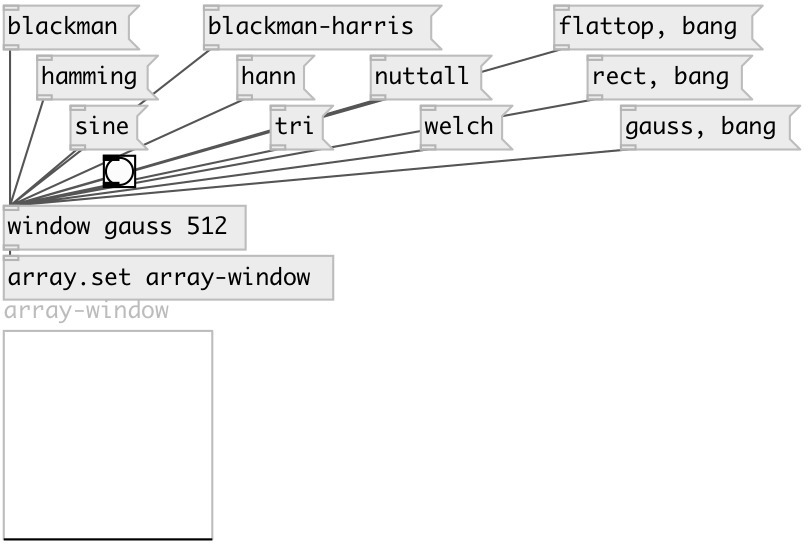 blackman
blackman-harris
flattop, bang
hamming
hann
nuttall
rect, bang
sine
tri
welch
gauss, bang
window gauss 512
array.set array-window
array-window